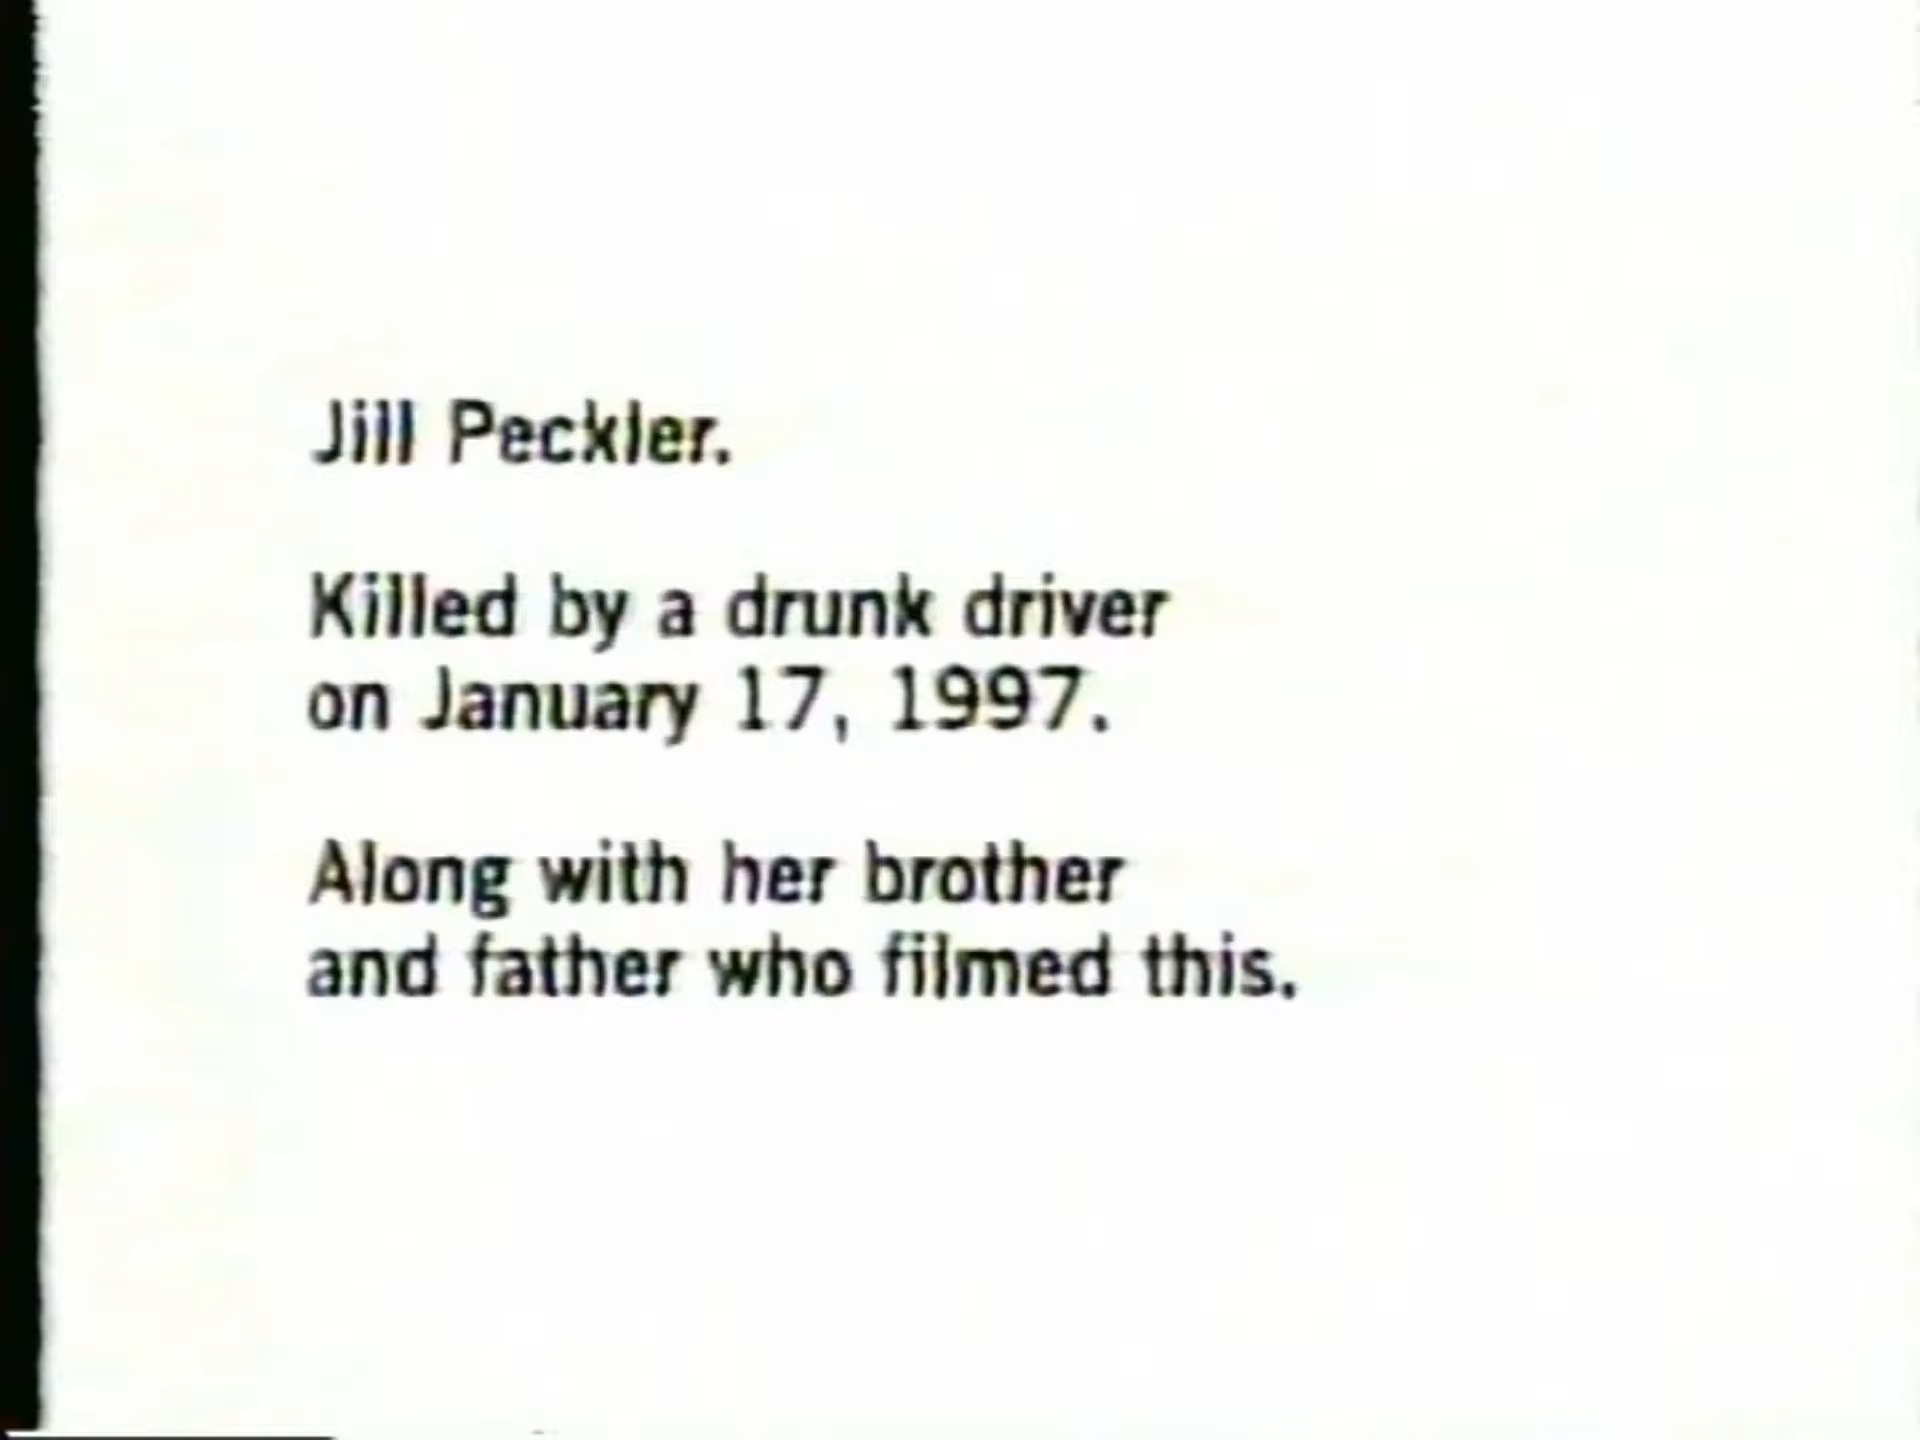 Jill Peckler.
Killed by a drunk driver
on January 17, 1997.
Along with her brother
and father who filmed this.